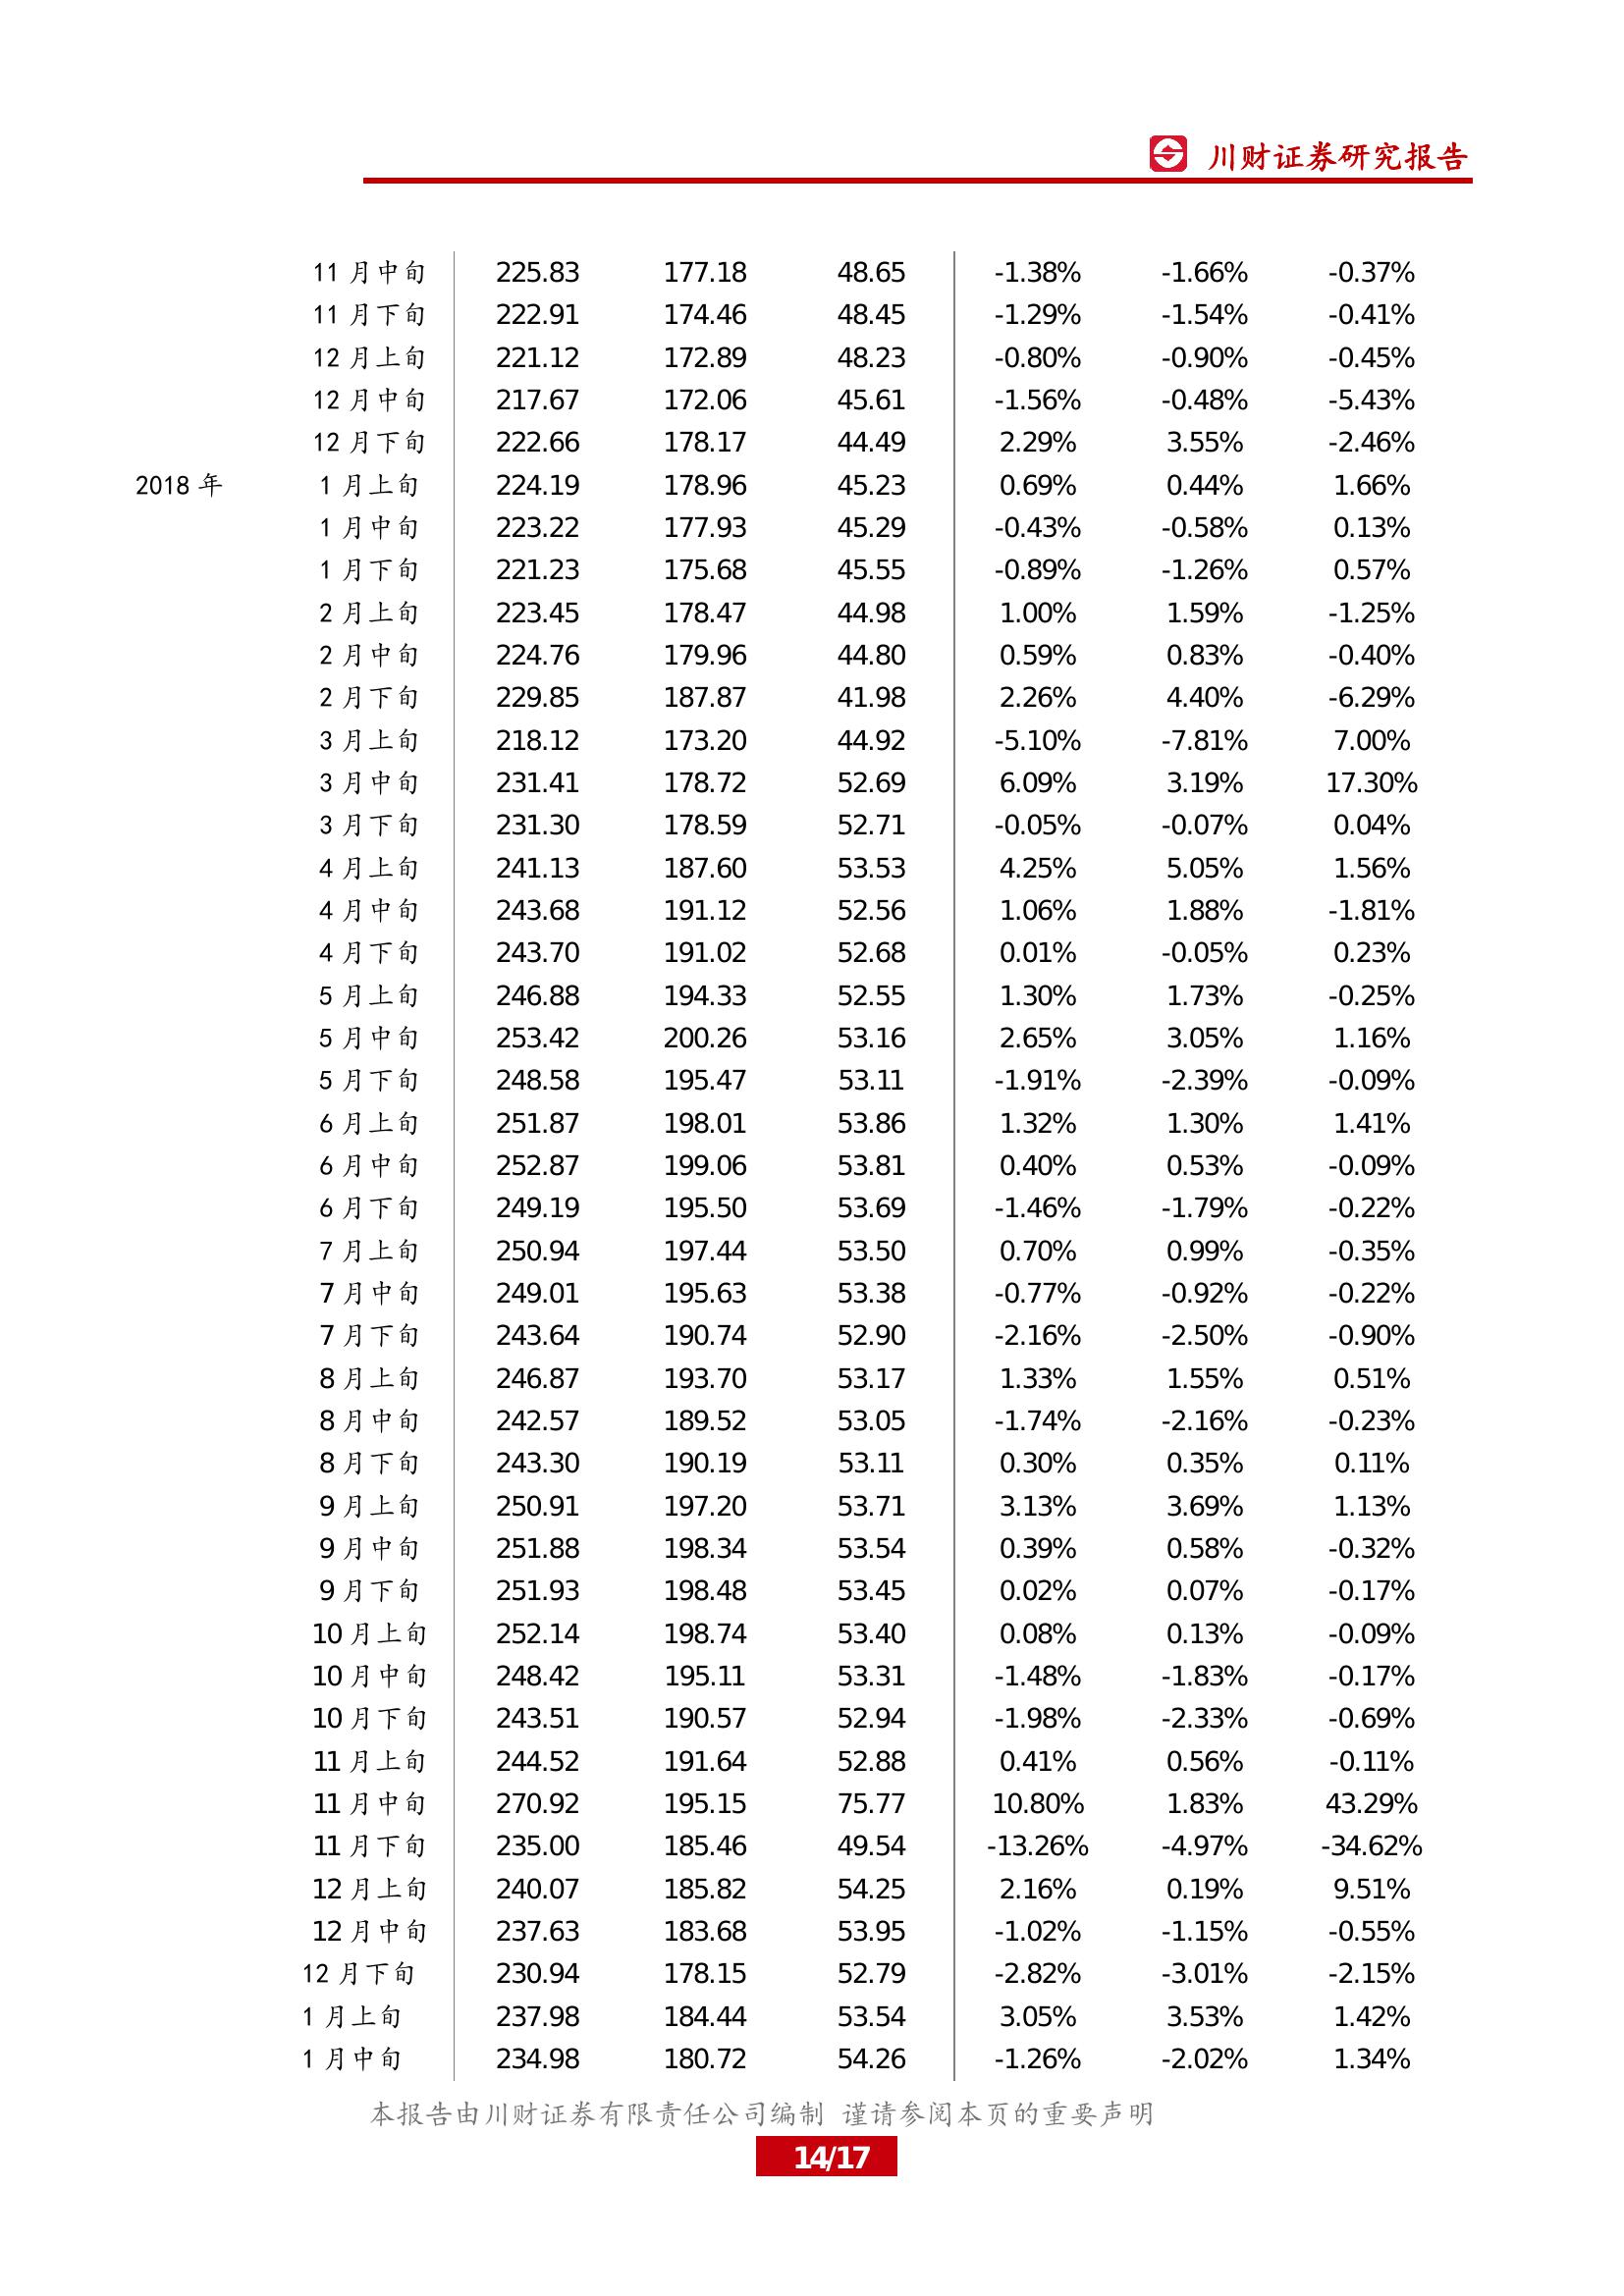 川财证券研究报告
11 月中旬 225.83 177.18 48.65 -1.38% -1.66% -0.37%
11 月下旬 222.91 174.46 48.45 -1.29% -1.54% -0.41%
12 月上旬 221.12 172.89 48.23 -0.80% -0.90% -0.45%
12 月中旬 217.67 172.06 45.61 -1.56% -0.48% -5.43%
12 月下旬 222.66 178.17 44.49 2.29% 3.55% -2.46%
2018 年 1 月上旬 224.19 178.96 45.23 0.69% 0.44% 1.66%
1 月中旬 223.22 177.93 45.29 -0.43% -0.58% 0.13%
1 月下旬 221.23 175.68 45.55 -0.89% -1.26% 0.57%
2 月上旬 223.45 178.47 44.98 1.00% 1.59% -1.25%
2 月中旬 224.76 179.96 44.80 0.59% 0.83% -0.40%
2 月下旬 229.85 187.87 41.98 2.26% 4.40% -6.29%
3 月上旬 218.12 173.20 44.92 -5.10% -7.81% 7.00%
3 月中旬 231.41 178.72 52.69 6.09% 3.19% 17.30%
3 月下旬 231.30 178.59 52.71 -0.05% -0.07% 0.04%
4 月上旬 241.13 187.60 53.53 4.25% 5.05% 1.56%
4 月中旬 243.68 191.12 52.56 1.06% 1.88% -1.81%
4 月下旬 243.70 191.02 52.68 0.01% -0.05% 0.23%
5 月上旬 246.88 194.33 52.55 1.30% 1.73% -0.25%
5 月中旬 253.42 200.26 53.16 2.65% 3.05% 1.16%
5 月下旬 248.58 195.47 53.11 -1.91% -2.39% -0.09%
6 月上旬 251.87 198.01 53.86 1.32% 1.30% 1.41%
6 月中旬 252.87 199.06 53.81 0.40% 0.53% -0.09%
6 月下旬 249.19 195.50 53.69 -1.46% -1.79% -0.22%
7 月上旬 250.94 197.44 53.50 0.70% 0.99% -0.35%
7 月中旬 249.01 195.63 53.38 -0.77% -0.92% -0.22%
7 月下旬 243.64 190.74 52.90 -2.16% -2.50% -0.90%
8 月上旬 246.87 193.70 53.17 1.33% 1.55% 0.51%
8 月中旬 242.57 189.52 53.05 -1.74% -2.16% -0.23%
8 月下旬 243.30 190.19 53.11 0.30% 0.35% 0.11%
9 月上旬 250.91 197.20 53.71 3.13% 3.69% 1.13%
9 月中旬 251.88 198.34 53.54 0.39% 0.58% -0.32%
9 月下旬 251.93 198.48 53.45 0.02% 0.07% -0.17%
10 月上旬 252.14 198.74 53.40 0.08% 0.13% -0.09%
10 月中旬 248.42 195.11 53.31 -1.48% -1.83% -0.17%
10 月下旬 243.51 190.57 52.94 -1.98% -2.33% -0.69%
11 月上旬 244.52 191.64 52.88 0.41% 0.56% -0.11%
11 月中旬 270.92 195.15 75.77 10.80% 1.83% 43.29%
11 月下旬 235.00 185.46 49.54 -13.26% -4.97% -34.62%
12 月上旬 240.07 185.82 54.25 2.16% 0.19% 9.51%
12 月中旬 237.63 183.68 53.95 -1.02% -1.15% -0.55%
12 月下旬 230.94 178.15 52.79 -2.82% -3.01% -2.15%
1 月上旬 237.98 184.44 53.54 3.05% 3.53% 1.42%
1 月中旬 234.98 180.72 54.26 -1.26% -2.02% 1.34%
本报告由川财证券有限责任公司编制 谨请参阅本页的重要声明
14/17